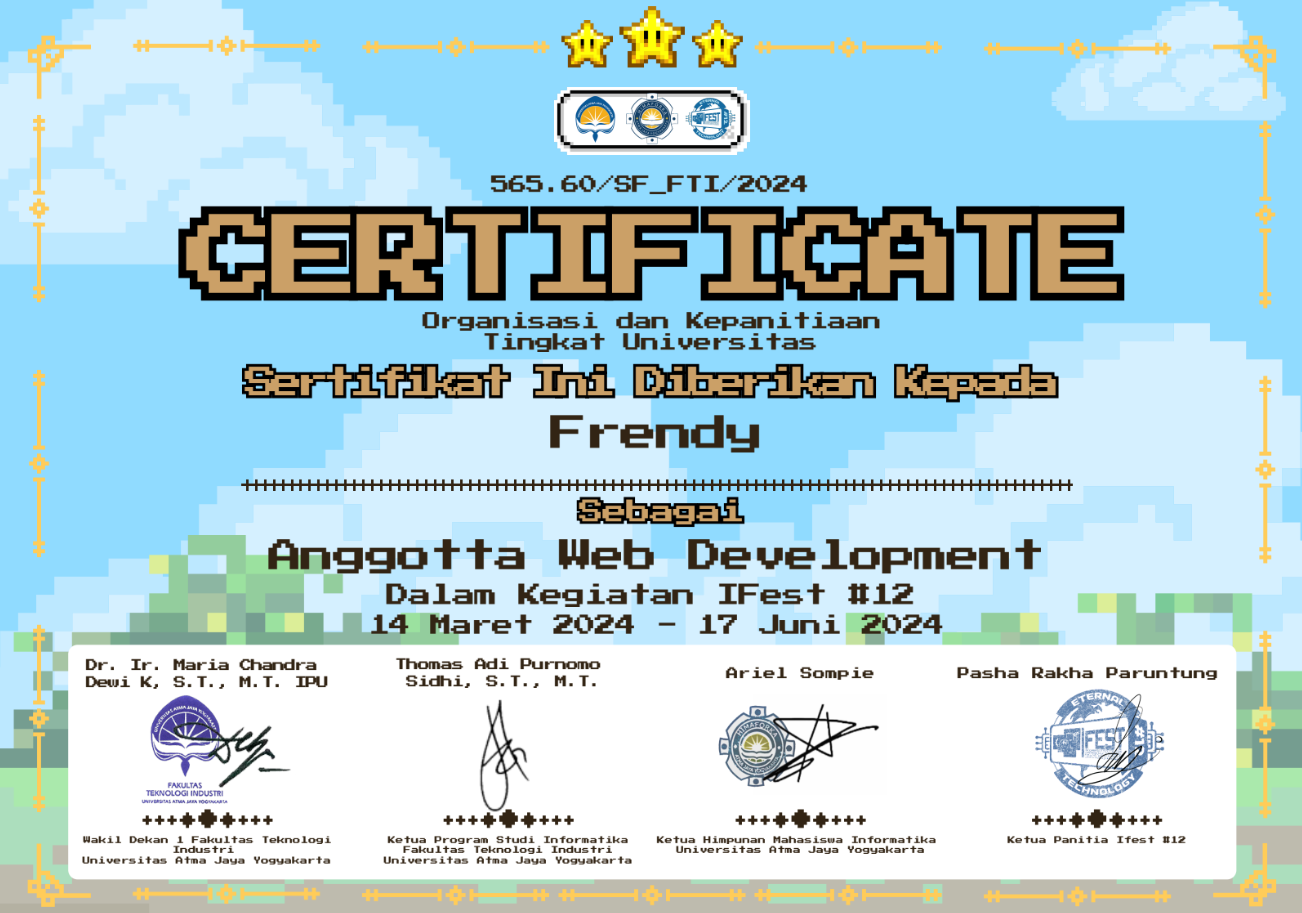 565.60/SF_FTI/2024
CERTIFICATE
Organisasi dan Kepanitiaan
Tingkat Universitas
Sertifikat Ini Diberikan Kepada
Frendy
Sebagai
Anggotta Web Development
Dalam Kegiatan IFest #12
14 Maret 2024 - 17 Juni 2024
Dr. Ir. Maria Chandra
Dewi K, S.T., M.T. IPU
Thomas Adi Purnomo
Sidhi, S.T., M.T.
Ariel Sompie
Pasha Rakha Paruntung
FAKULTAS
TEKNOLOGI INDUSTRI
UNIVERSITAS ATMA JAYA YOGYAKARTA
HIMAFORKA
ETERNAL
FEST
TECHNOLOGY
Wakil Dekan 1 Fakultas Teknologi
Industri
Universitas Atma Jaya Yogyakarta
Ketua Program Studi Informatika
Fakultas Teknologi Industri
Universitas Atma Jaya Yogyakarta
Ketua Himpunan Mahasiswa Informatika
Universitas Atma Jaya Yogyakarta
Ketua Panitia Ifest #12